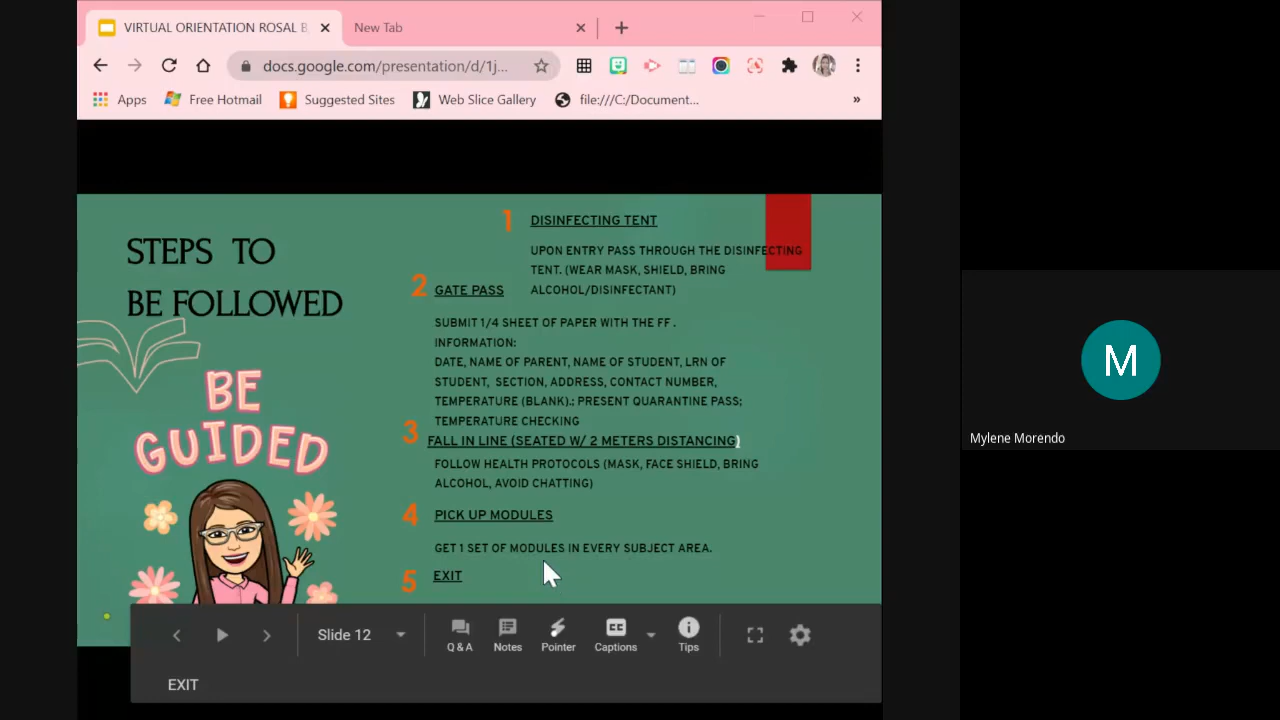 VIRTUAL ORIENTATION ROSAL B
New Tab
docs.google.com/presentation/d/1j...
Apps
Free Hotmail
Suggested Sites
Web Slice Gallery
file:///C:/Document...
»
STEPS TO
BE FOLLOWED
BE
GUIDED
1 DISINFECTING TENT
UPON ENTRY PASS THROUGH THE DISINFECTING
TENT. (WEAR MASK, SHIELD, BRING
ALCOHOL/DISINFECTANT)
2 GATE PASS
SUBMIT 1/4 SHEET OF PAPER WITH THE FF .
INFORMATION:
DATE, NAME OF PARENT, NAME OF STUDENT, LRN OF
STUDENT, SECTION, ADDRESS, CONTACT NUMBER,
TEMPERATURE (BLANK).; PRESENT QUARANTINE PASS;
TEMPERATURE CHECKING
3 FALL IN LINE (SEATED W/ 2 METERS DISTANCING)
FOLLOW HEALTH PROTOCOLS (MASK, FACE SHIELD, BRING
ALCOHOL, AVOID CHATTING)
4 PICK UP MODULES
GET 1 SET OF MODULES IN EVERY SUBJECT AREA.
5 EXIT
Slide 12
Q & A
Notes
Pointer
Captions
Tips
EXIT
M
Mylene Morendo